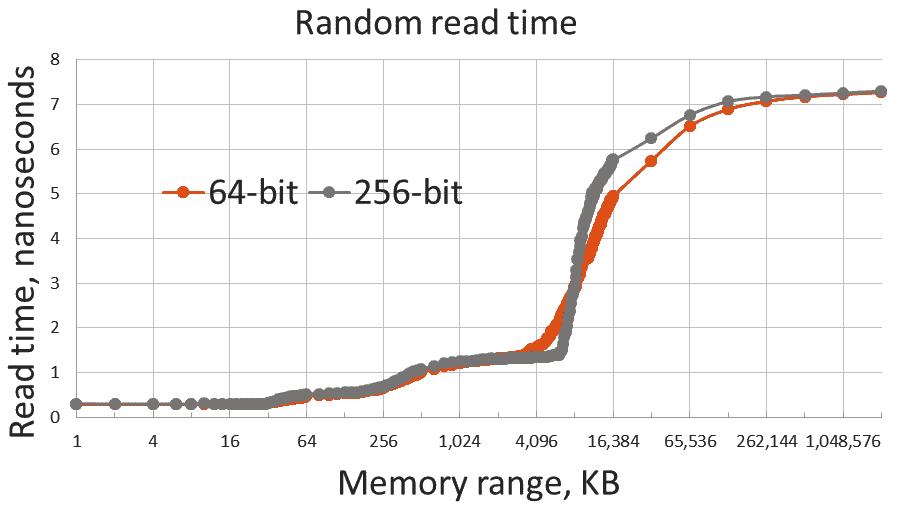 Random read time
Read time, nanoseconds
8
7
6
5
4
3
2
1
0
64-bit 256-bit
1 4 16 64 256 1,024 4,096 16,384 65,536 262,144 1,048,576
Memory range, KB